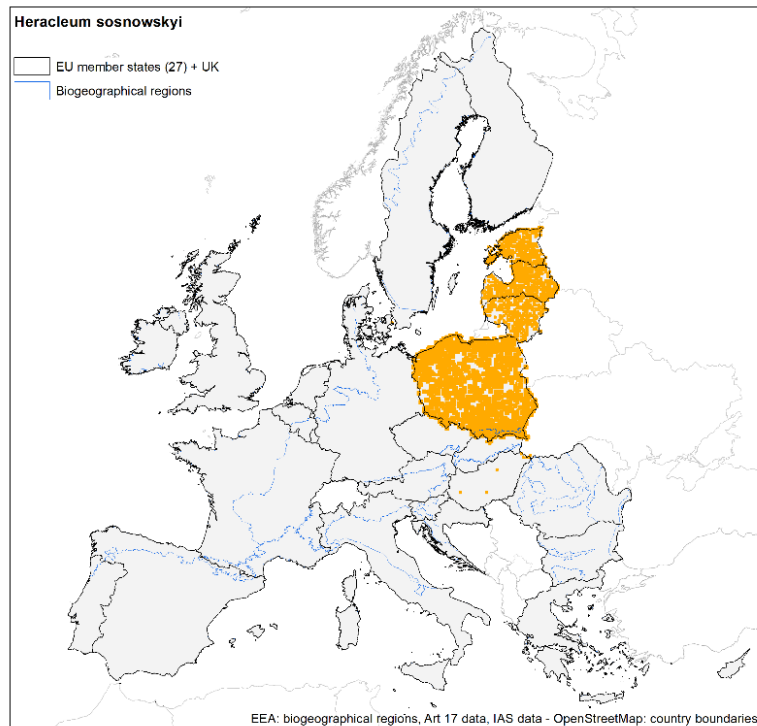 Heracleum sosnowskyi
EU member states (27) + UK
Biogeographical regions
EEA: biogeographical regions, Art 17 data, IAS data - OpenStreetMap: country boundaries